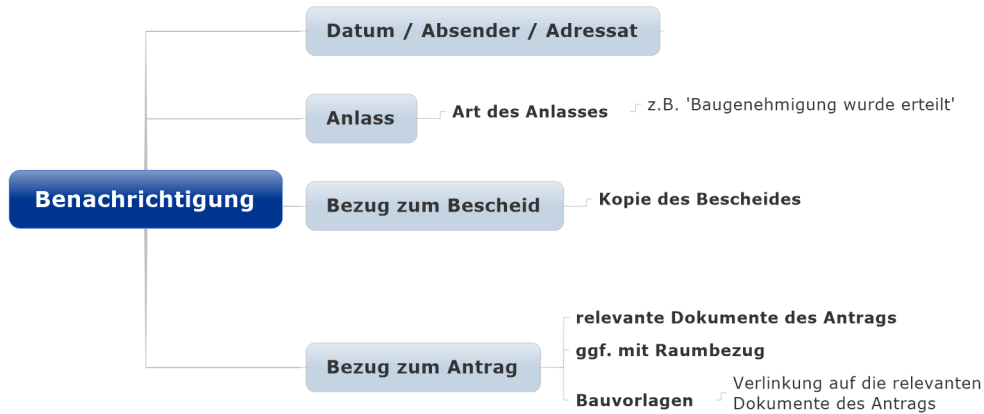 Benachrichtigung
Datum / Absender / Adressat
Anlass
Art des Anlasses
z.B. 'Baugenehmigung wurde erteilt'
Bezug zum Bescheid
Kopie des Bescheides
Bezug zum Antrag
relevante Dokumente des Antrags
ggf. mit Raumbezug
Bauvorlagen
Verlinkung auf die relevanten
Dokumente des Antrags